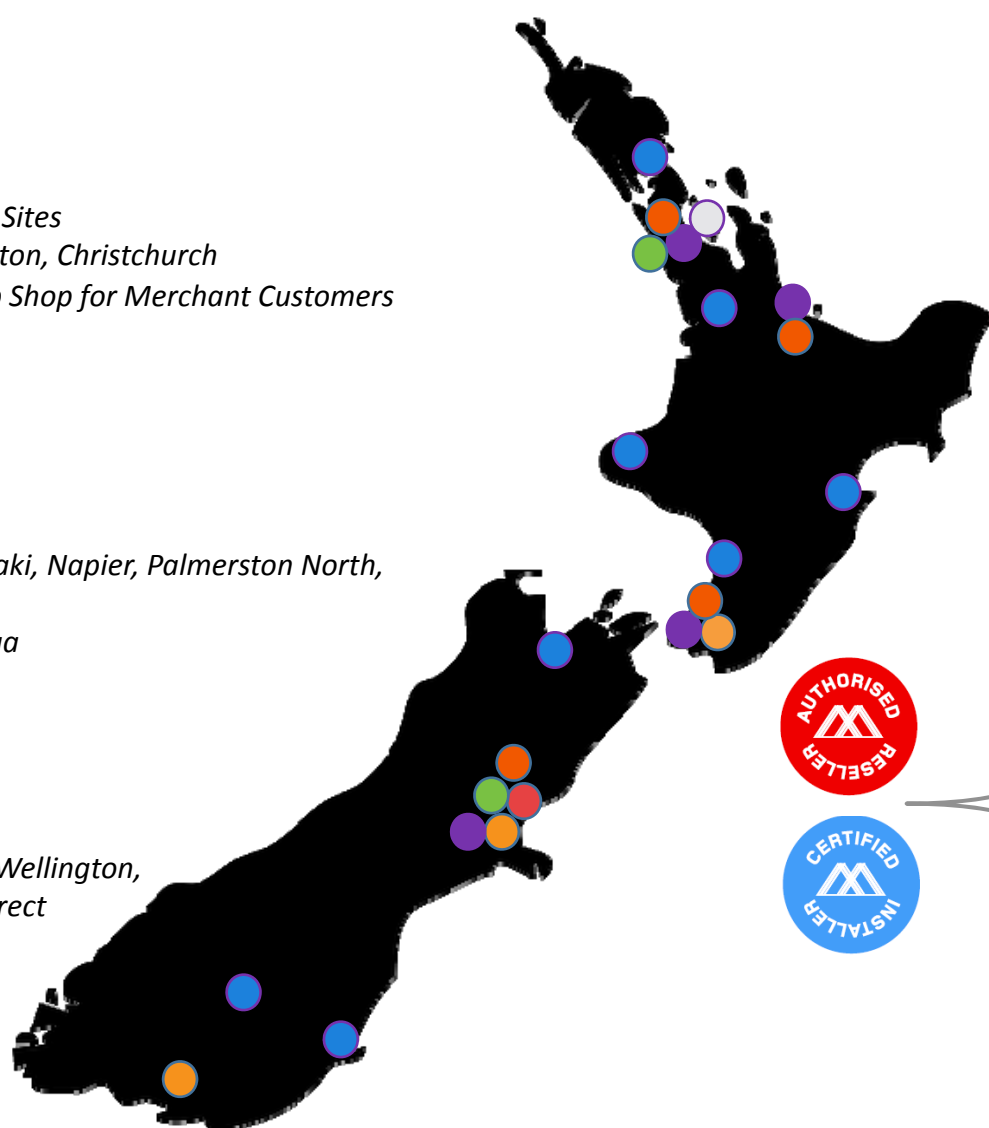 Sites
ton, Christchurch
Shop for Merchant Customers
aki, Napier, Palmerston North,
a
AUTHORISED
RESELLER
CERTIFIED
INSTALLER
Wellington,
rect